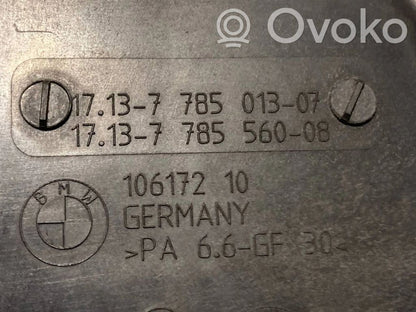 Ovoko
17.13-7 785 013-07
17.13-7 785 560-08
BMW
106172 10
GERMANY
>PA 6.6-GF 30<